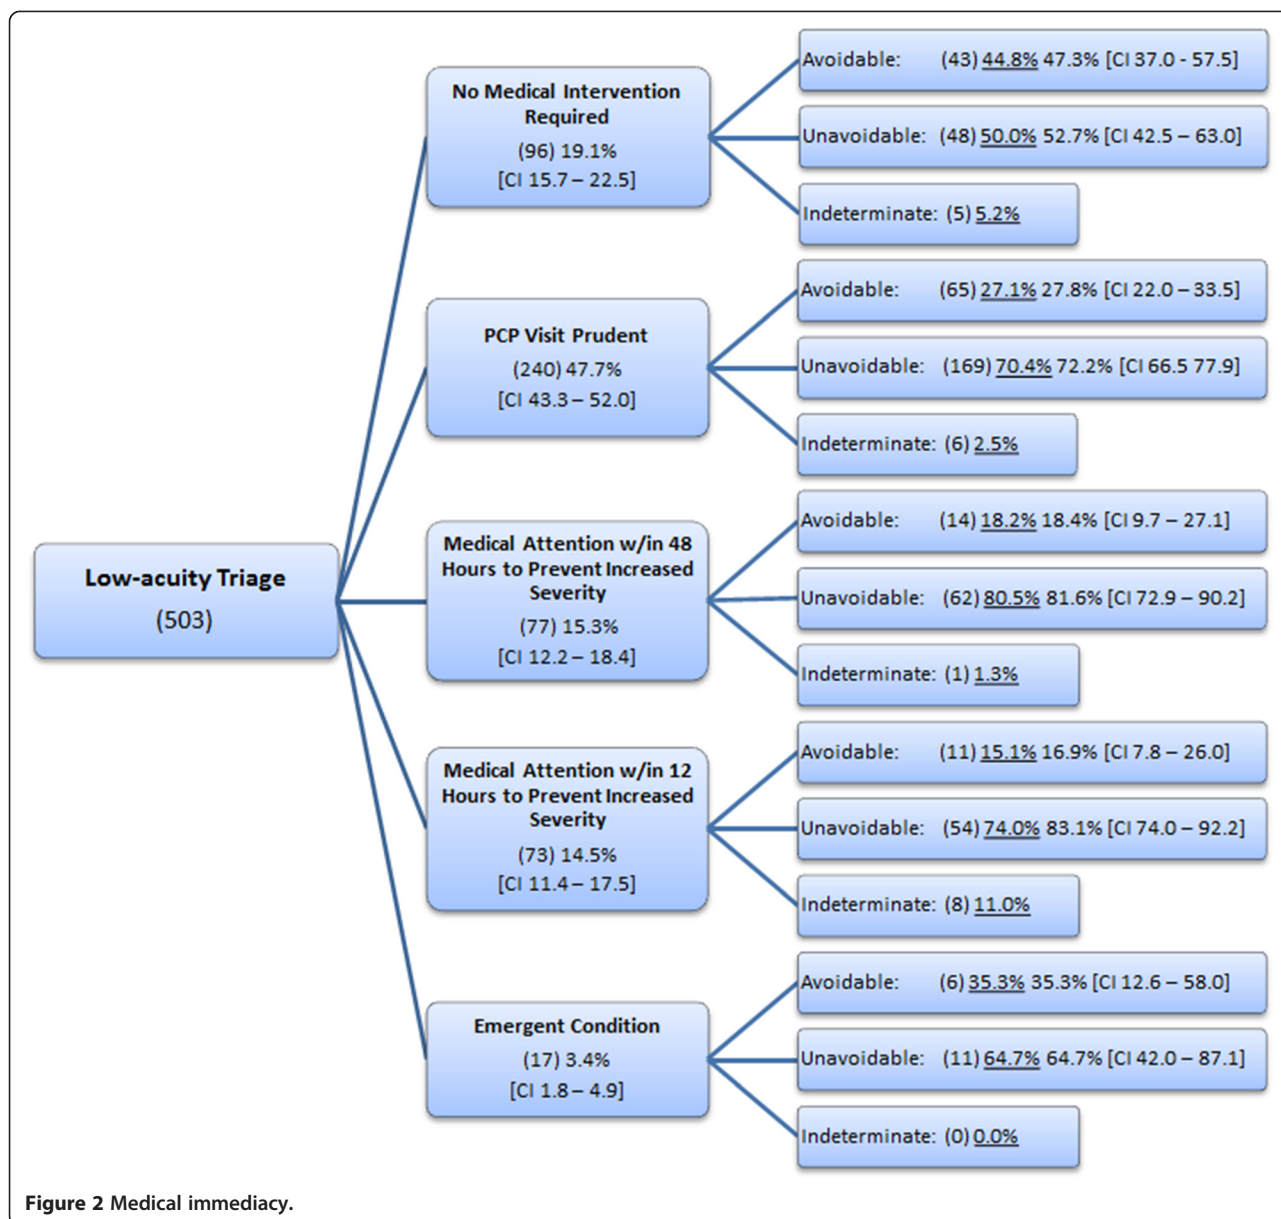 Low-acuity Triage
(503)
No Medical Intervention
Required
(96) 19.1%
[CI 15.7 – 22.5]
Avoidable: (43) 44.8% 47.3% [CI 37.0 - 57.5]
Unavoidable: (48) 50.0% 52.7% [CI 42.5 – 63.0]
Indeterminate: (5) 5.2%
PCP Visit Prudent
(240) 47.7%
[CI 43.3 – 52.0]
Avoidable: (65) 27.1% 27.8% [CI 22.0 – 33.5]
Unavoidable: (169) 70.4% 72.2% [CI 66.5 77.9]
Indeterminate: (6) 2.5%
Medical Attention w/in 48
Hours to Prevent Increased
Severity
(77) 15.3%
[CI 12.2 – 18.4]
Avoidable: (14) 18.2% 18.4% [CI 9.7 – 27.1]
Unavoidable: (62) 80.5% 81.6% [CI 72.9 – 90.2]
Indeterminate: (1) 1.3%
Medical Attention w/in 12
Hours to Prevent Increased
Severity
(73) 14.5%
[CI 11.4 – 17.5]
Avoidable: (11) 15.1% 16.9% [CI 7.8 – 26.0]
Unavoidable: (54) 74.0% 83.1% [CI 74.0 – 92.2]
Indeterminate: (8) 11.0%
Emergent Condition
(17) 3.4%
[CI 1.8 – 4.9]
Avoidable: (6) 35.3% 35.3% [CI 12.6 – 58.0]
Unavoidable: (11) 64.7% 64.7% [CI 42.0 – 87.1]
Indeterminate: (0) 0.0%
Figure 2 Medical immediacy.